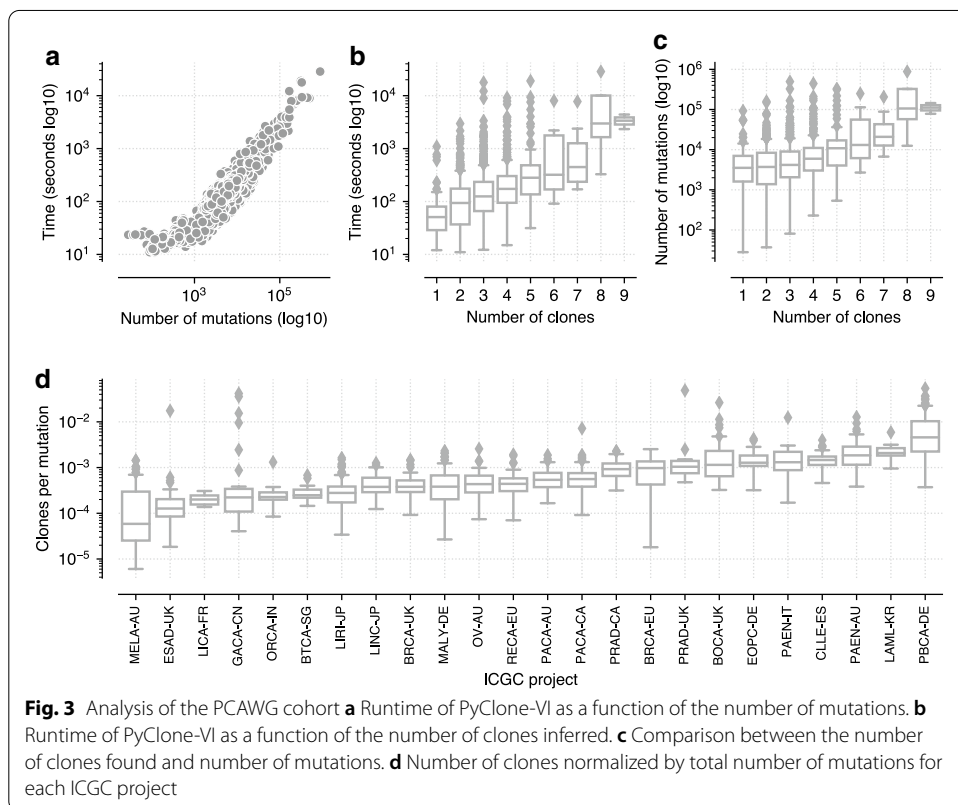 a
Time (seconds log10)
10^4
10^3
10^2
10^1
10^3
10^5
Number of mutations (log10)
b
Time (seconds log10)
10^4
10^3
10^2
10^1
1 2 3 4 5 6 7 8 9
Number of clones
c
Number of mutations (log10)
10^6
10^5
10^4
10^3
10^2
1 2 3 4 5 6 7 8 9
Number of clones
d
Clones per mutation
10^-2
10^-3
10^-4
10^-5
MELA-AU
ESAD-UK
LICA-FR
GACA-CN
ORCA-IN
BTCA-SG
LIRI-JP
LINC-JP
BRCA-UK
MALY-DE
OV-AU
RECA-EU
PACA-AU
PACA-CA
PRAD-CA
BRCA-EU
PRAD-UK
BOCA-UK
EOPC-DE
PAEN-IT
CLLE-ES
PAEN-AU
LAML-KR
PBCA-DE
ICGC project
Fig. 3 Analysis of the PCAWG cohort a Runtime of PyClone-VI as a function of the number of mutations. b
Runtime of PyClone-VI as a function of the number of clones inferred. c Comparison between the number
of clones found and number of mutations. d Number of clones normalized by total number of mutations for
each ICGC project